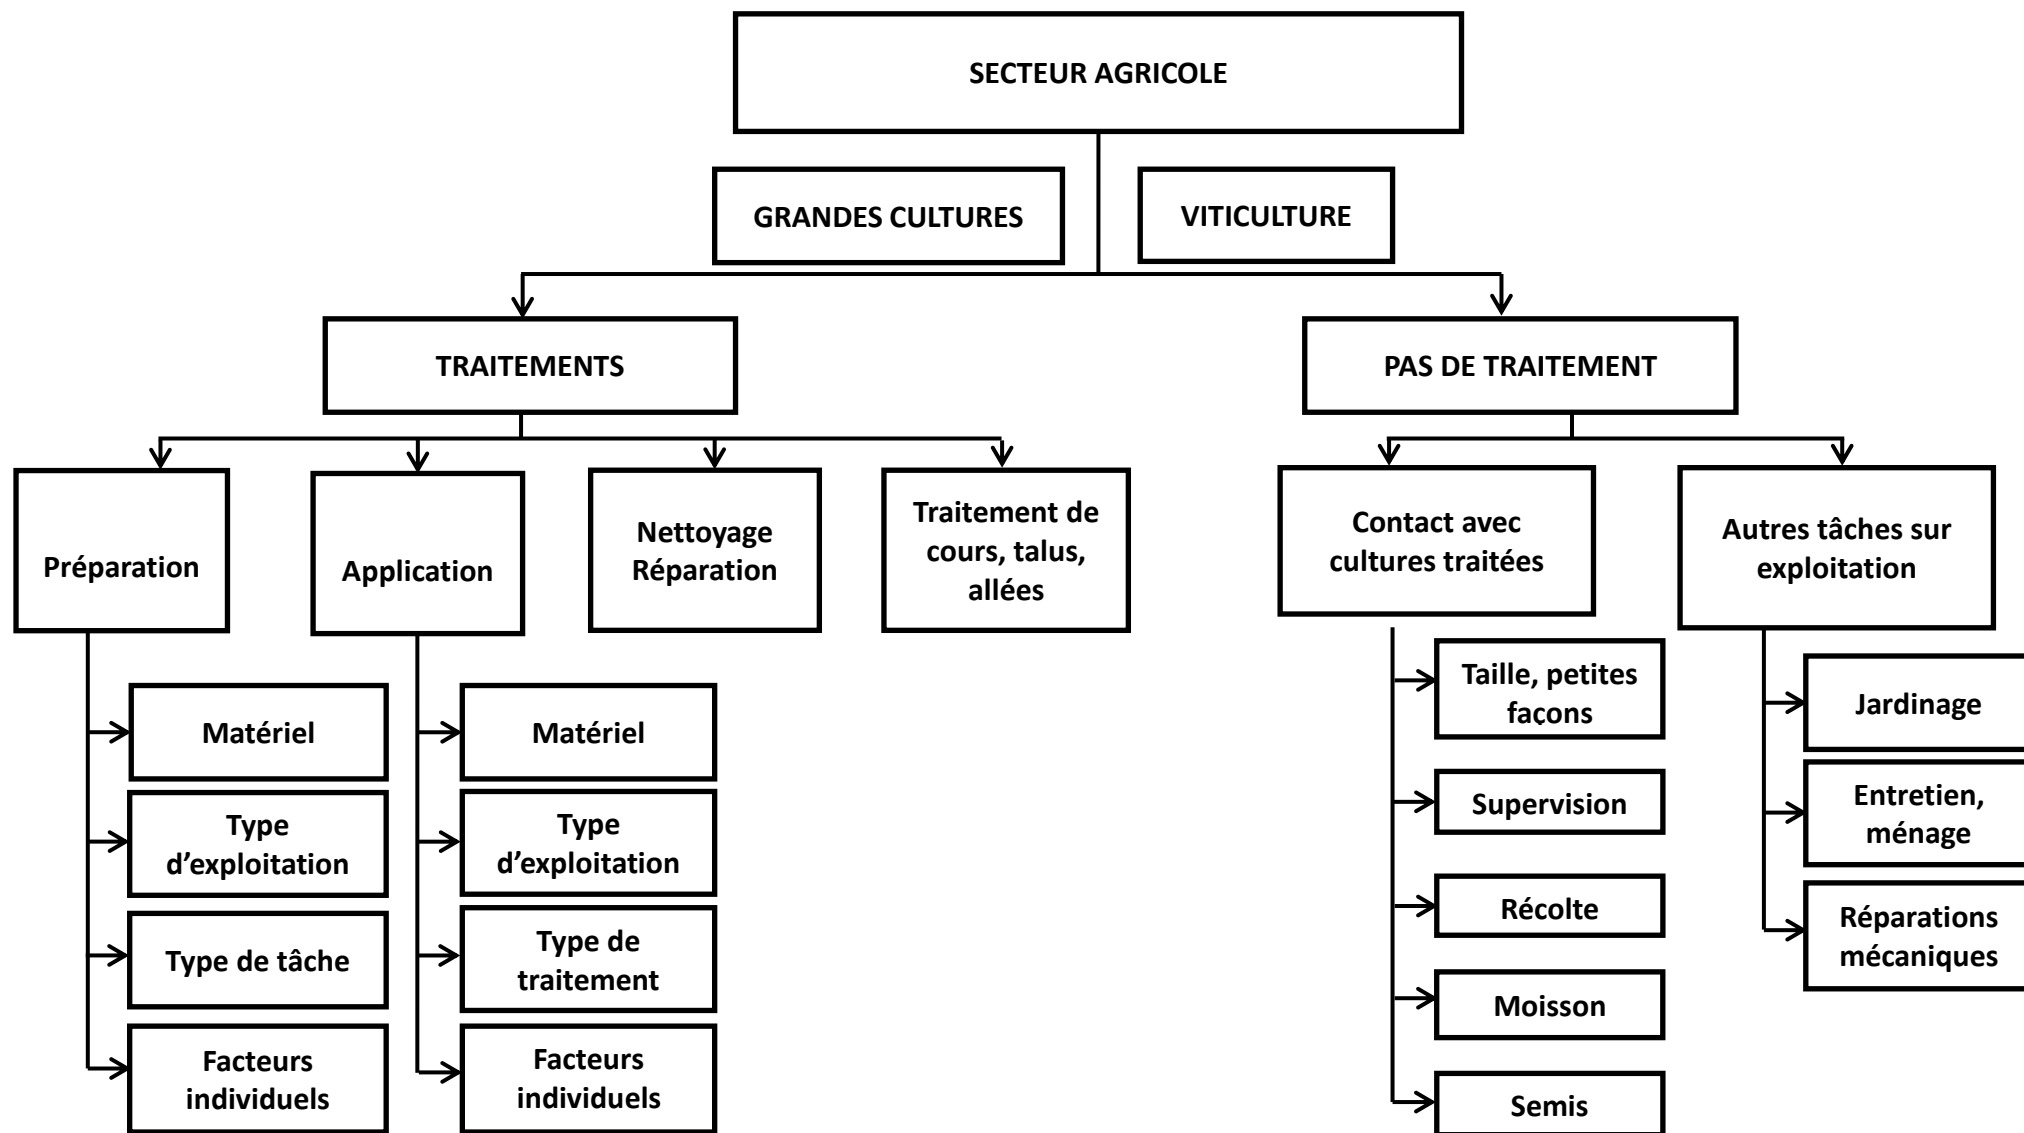 SECTEUR AGRICOLE
GRANDES CULTURES
VITICULTURE
TRAITEMENTS
PAS DE TRAITEMENT
Préparation
Application
Nettoyage
Réparation
Traitement de
cours, talus,
allées
Contact avec
cultures traitées
Autres tâches sur
exploitation
Matériel
Type
d’exploitation
Type de tâche
Facteurs
individuels
Matériel
Type
d’exploitation
Type de
traitement
Facteurs
individuels
Taille, petites
façons
Supervision
Récolte
Moisson
Semis
Jardinage
Entretien,
ménage
Réparations
mécaniques